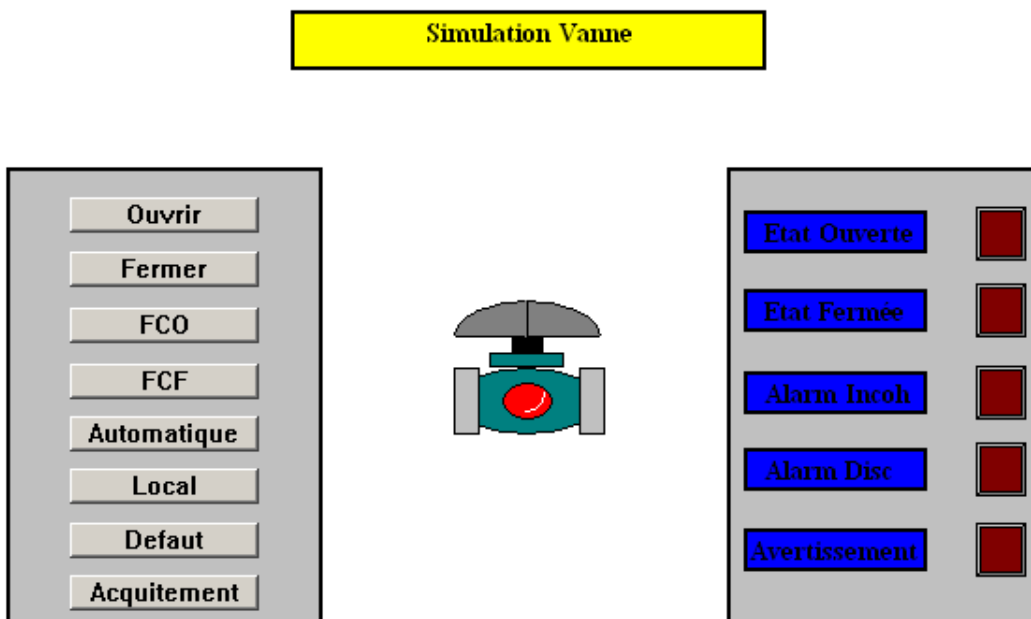 Simulation Vanne
Ouvrir
Fermer
FCO
FCF
Automatique
Local
Defaut
Acquitement
Etat Ouverte
Etat Fermée
Alarm Incoh
Alarm Disc
Avertissement